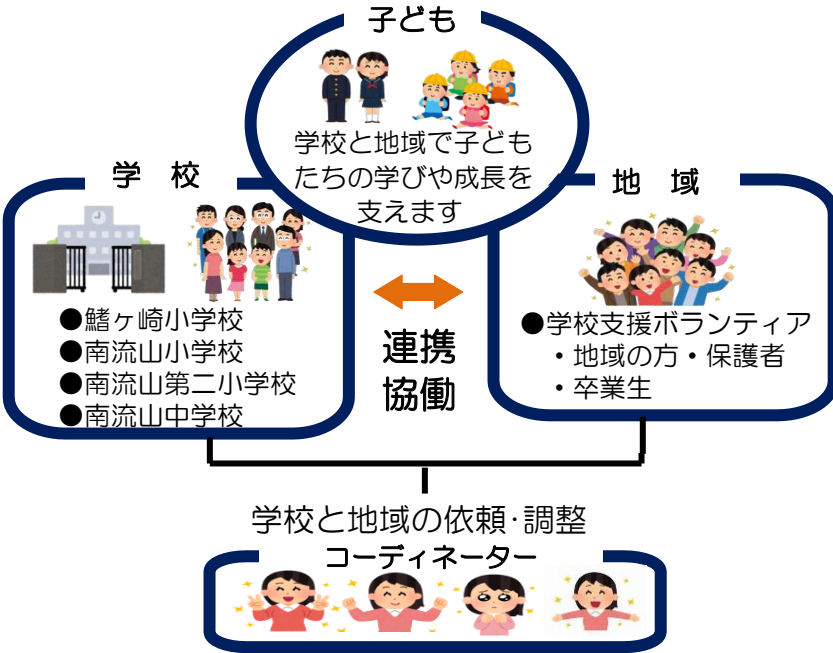 子ども
学校と地域で子ども
たちの学びや成長を
支えます
学　校
●鰭ヶ崎小学校
●南流山小学校
●南流山第二小学校
●南流山中学校
連携
協働
地　域
●学校支援ボランティア
・地域の方・保護者
・卒業生
学校と地域の依頼・調整
コーディネーター